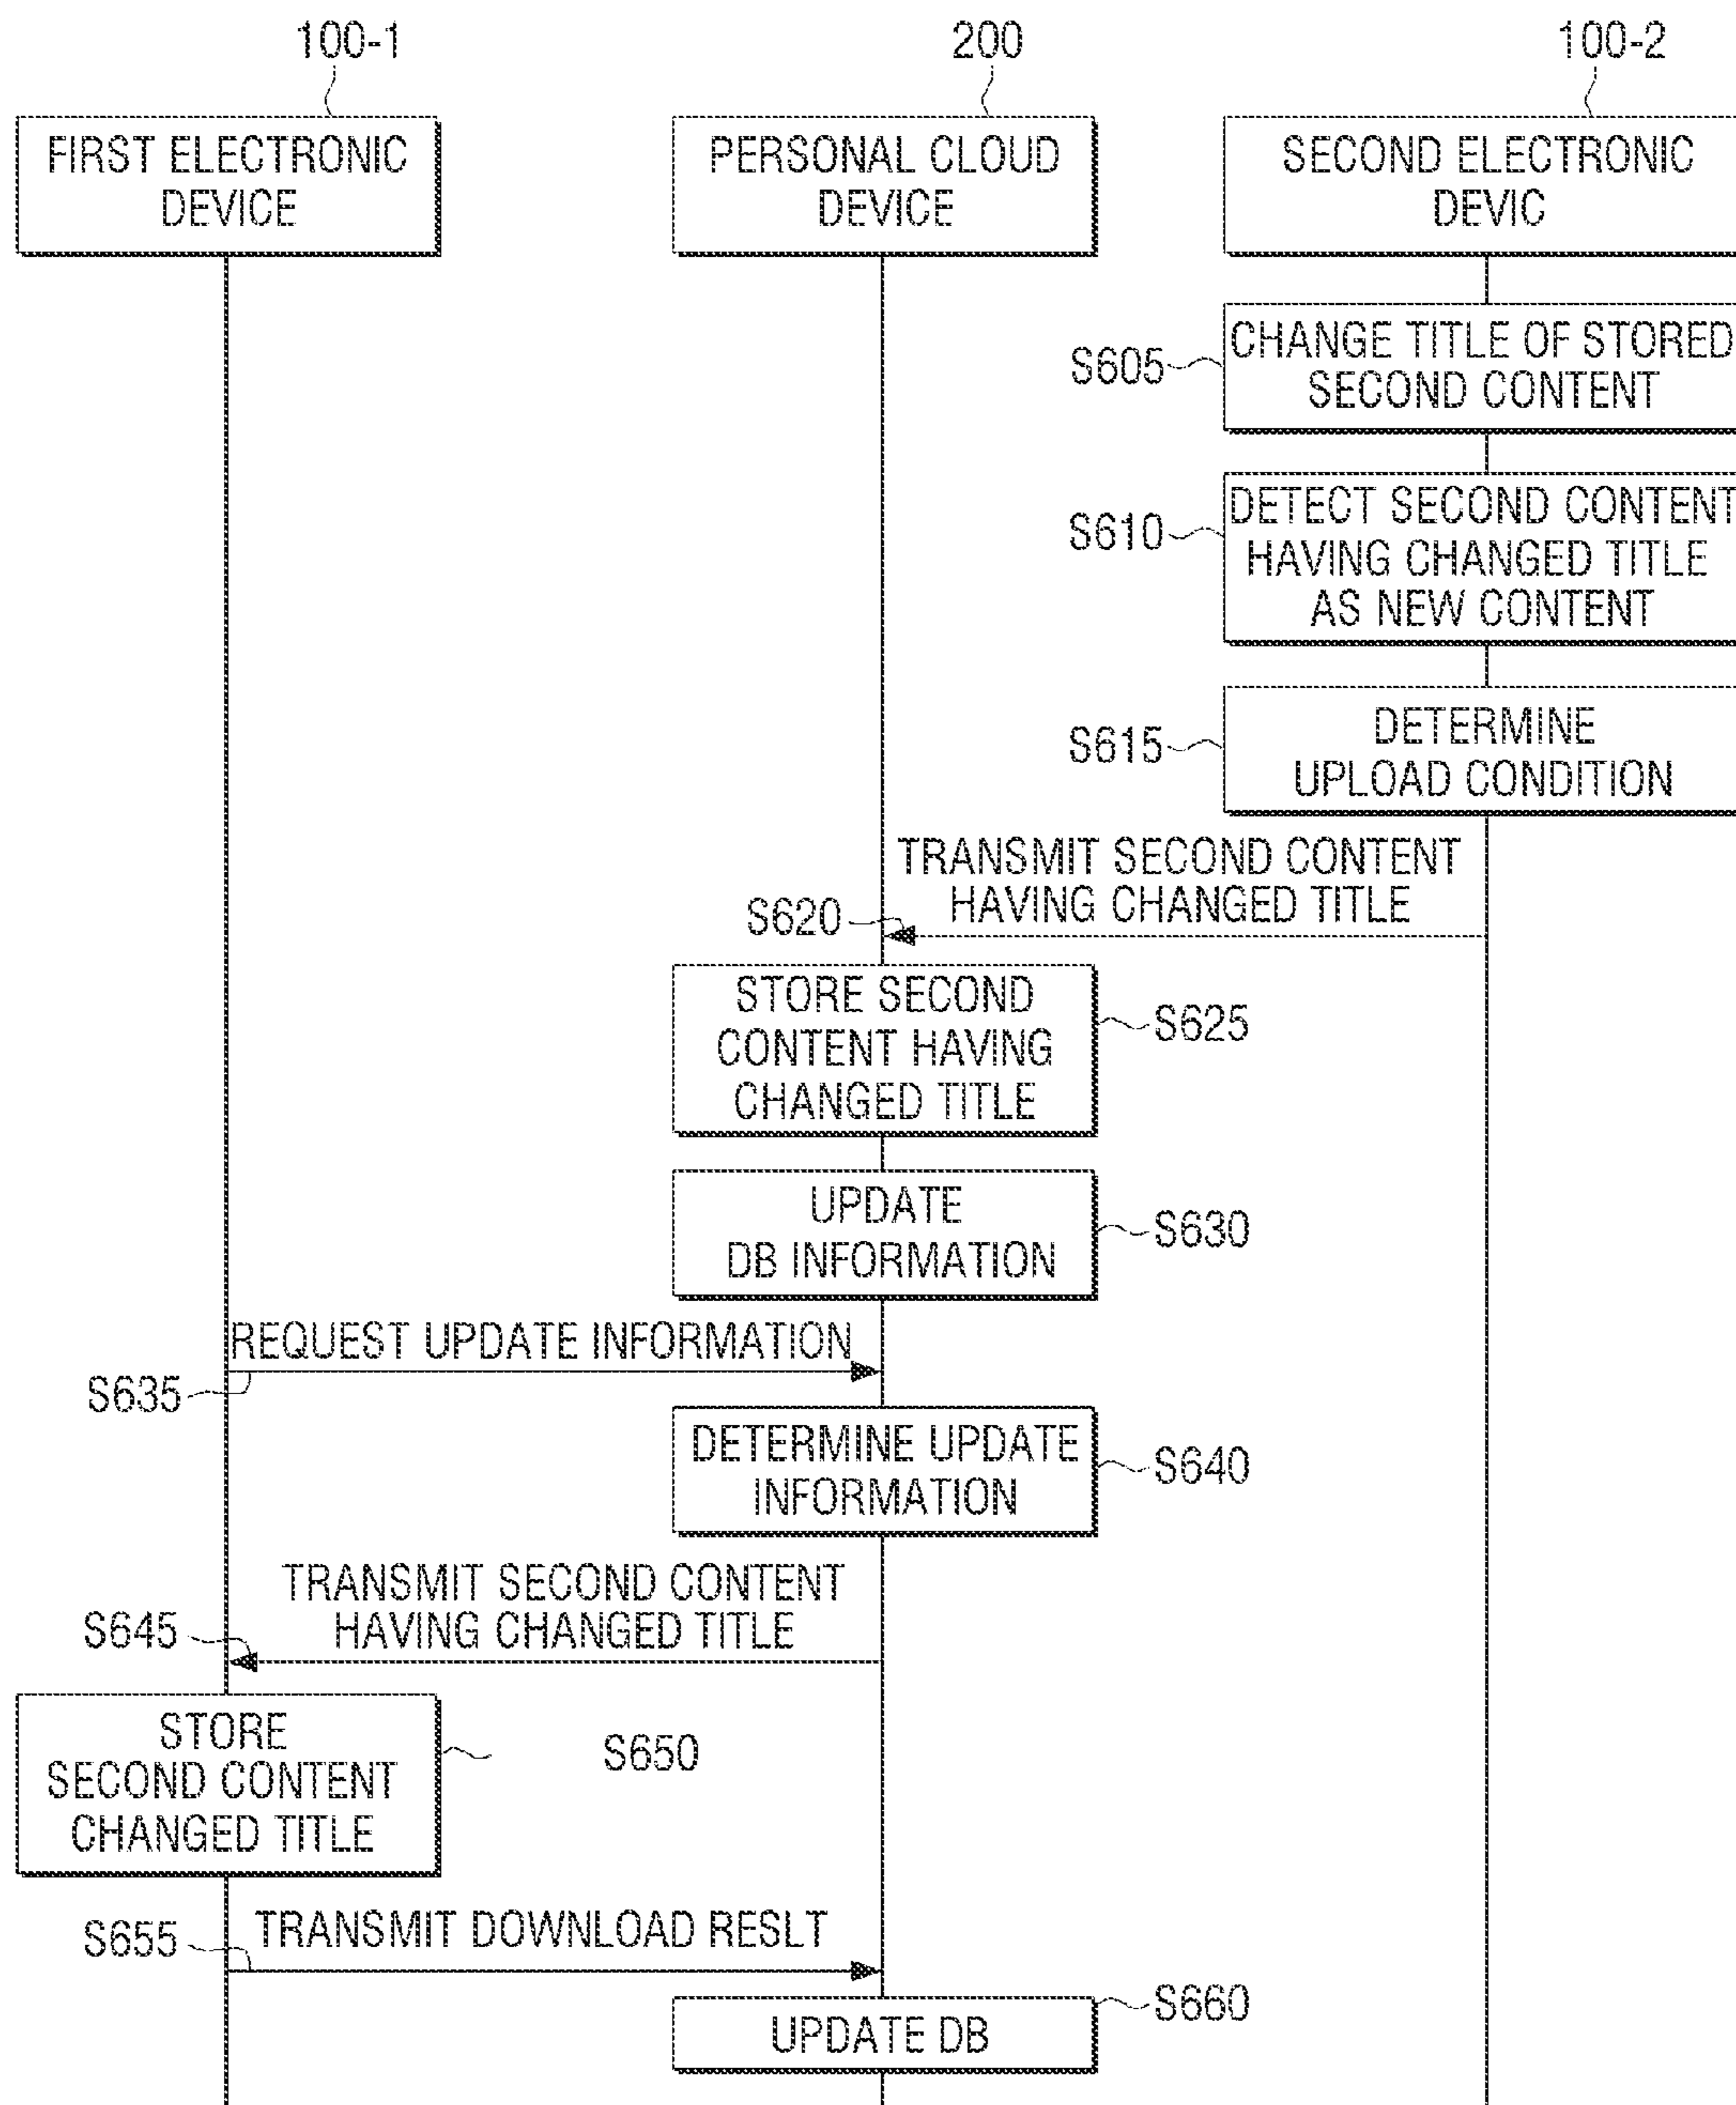 100-1
200
100-2
FIRST ELECTRONIC
DEVICE
PERSONAL CLOUD
DEVICE
SECOND ELECTRONIC
DEVIC
S605
CHANGE TITLE OF STORED
SECOND CONTENT
S610
DETECT SECOND CONTENT
HAVING CHANGED TITLE
AS NEW CONTENT
S615
DETERMINE
UPLOAD CONDITION
TRANSMIT SECOND CONTENT
HAVING CHANGED TITLE
S620
STORE SECOND
CONTENT HAVING
CHANGED TITLE
S625
UPDATE
DB INFORMATION
S630
REQUEST UPDATE INFORMATION
S635
DETERMINE UPDATE
INFORMATION
S640
TRANSMIT SECOND CONTENT
HAVING CHANGED TITLE
S645
STORE
SECOND CONTENT
CHANGED TITLE
S650
S655
TRANSMIT DOWNLOAD RESLT
S660
UPDATE DB